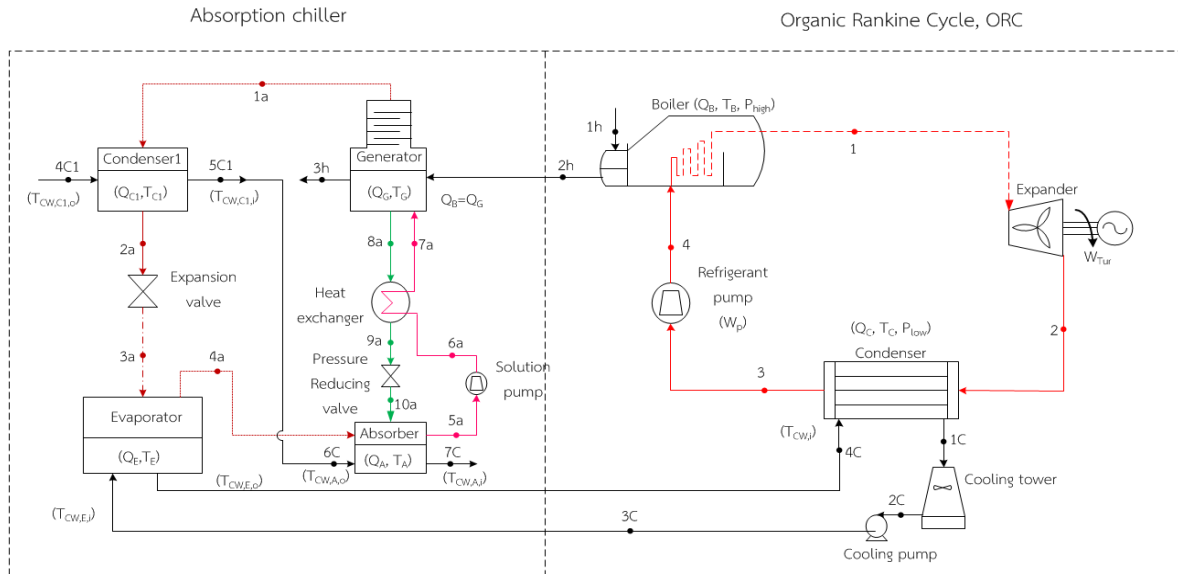 Absorption chiller
Organic Rankine Cycle, ORC
1a
Condenser1
(Q_C1,T_C1)
4C1
(T_CW,C1,o)
5C1
(T_CW,C1,i)
2a
Expansion
valve
3a
4a
Evaporator
(Q_E,T_E)
(T_CW,E,o)
(T_CW,E,i)
Generator
(Q_G,T_G)
3h
8a
7a
Heat
exchanger
9a
6a
Pressure
Reducing
valve
Solution
pump
10a
5a
Absorber
(Q_A, T_A)
6C
(T_CW,A,o)
7C
(T_CW,A,i)
2h
Q_B=Q_G
1h
Boiler (Q_B, T_B, P_high)
1
Expander
W_Tur
4
Refrigerant
pump
(W_p)
2
(Q_C, T_C, P_low)
Condenser
3
(T_CW,i)
4C
1C
Cooling tower
2C
Cooling pump
3C